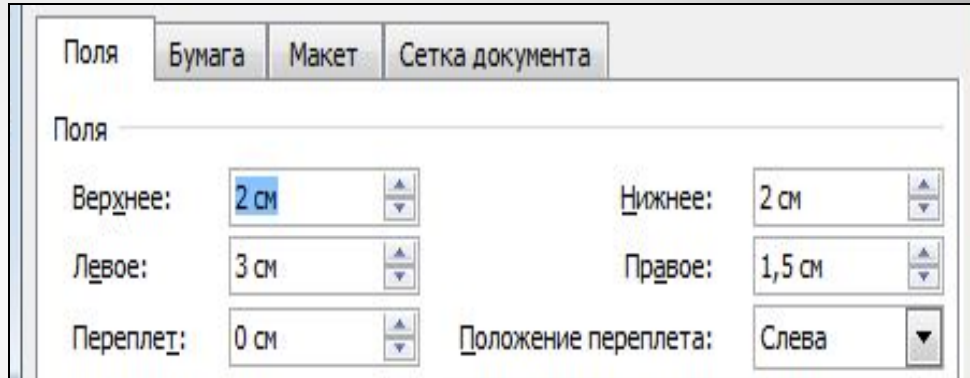 Поля Бумага Макет Сетка документа
Поля
Верхнее: 2 см Нижнее: 2 см
Левое: 3 см Правое: 1,5 см
Переплет: 0 см Положение переплета: Слева